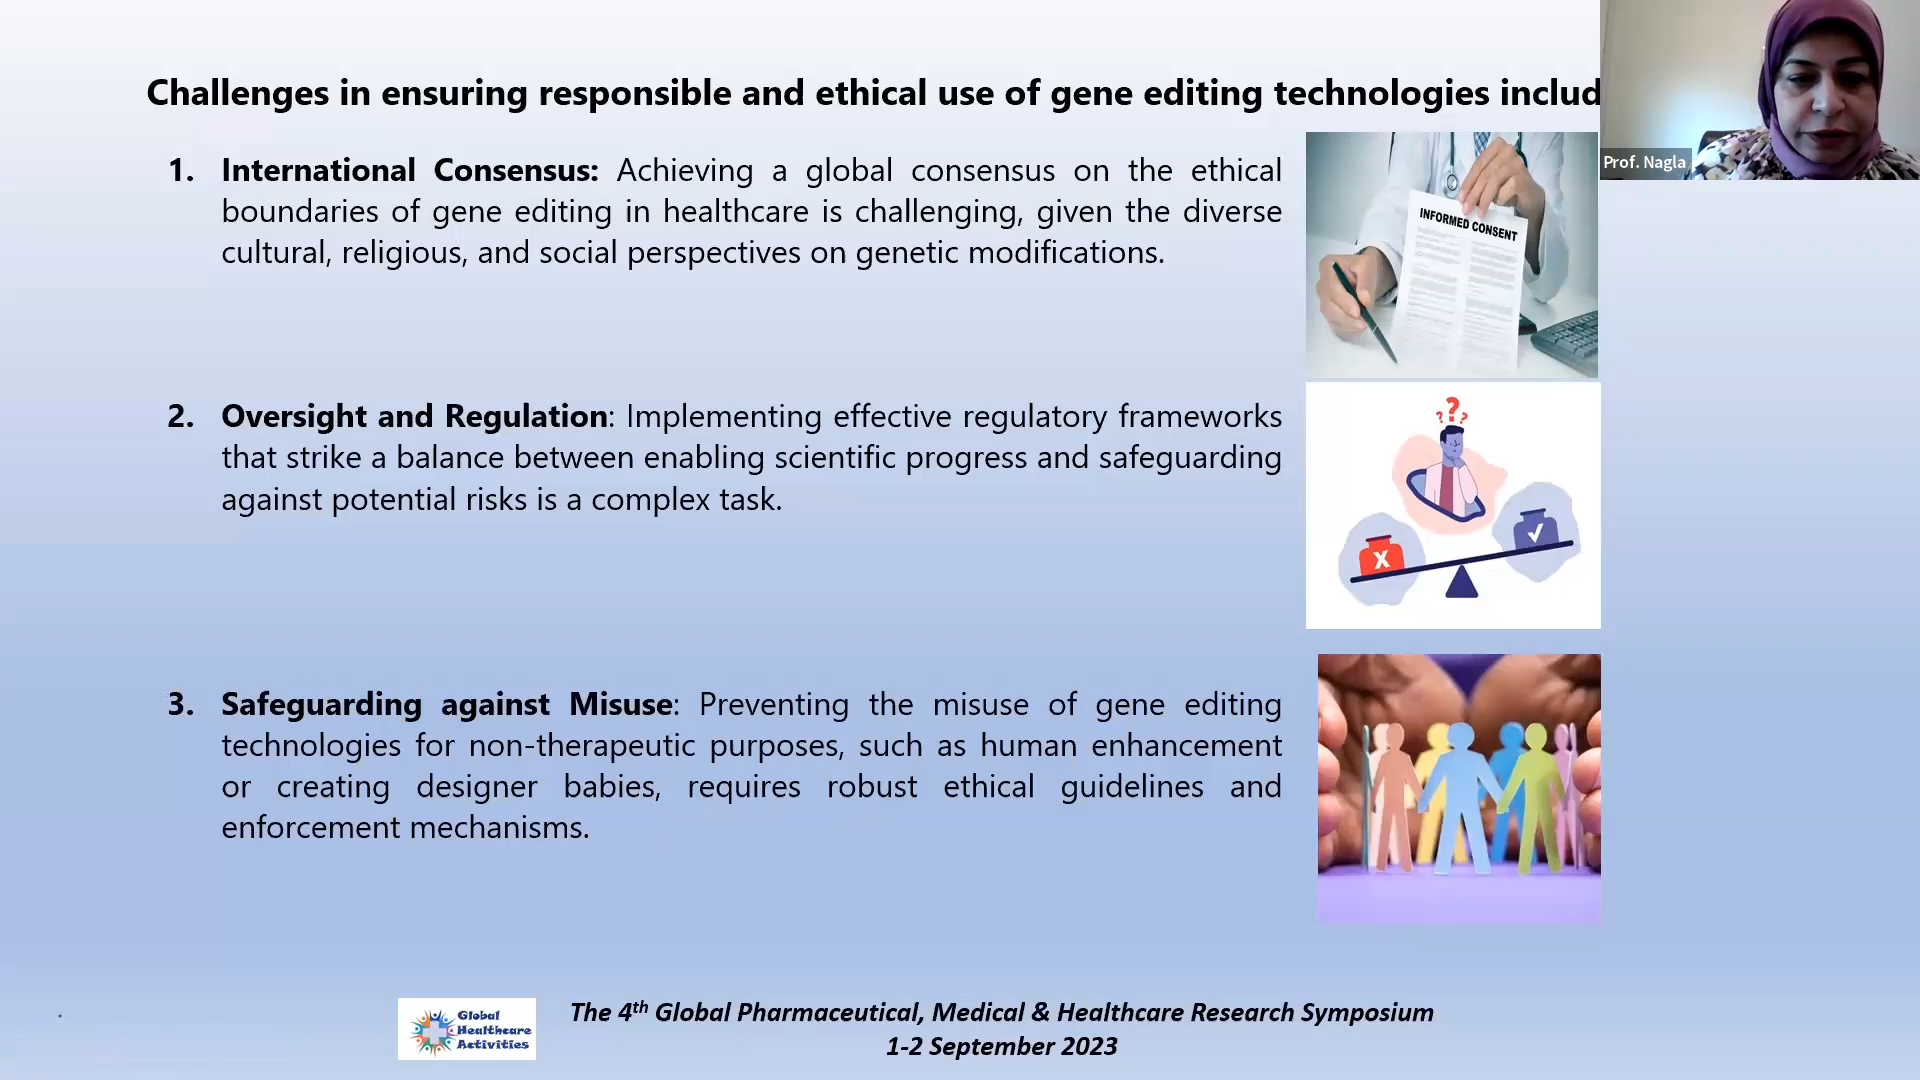 Challenges in ensuring responsible and ethical use of gene editing technologies includ
Prof. Nagla
1. International Consensus: Achieving a global consensus on the ethical
boundaries of gene editing in healthcare is challenging, given the diverse
cultural, religious, and social perspectives on genetic modifications.
INFORMED CONSENT
2. Oversight and Regulation: Implementing effective regulatory frameworks
that strike a balance between enabling scientific progress and safeguarding
against potential risks is a complex task.
? ? ?
X
3. Safeguarding against Misuse: Preventing the misuse of gene editing
technologies for non-therapeutic purposes, such as human enhancement
or creating designer babies, requires robust ethical guidelines and
enforcement mechanisms.
Global
Healthcare
Activities
The 4th Global Pharmaceutical, Medical & Healthcare Research Symposium
1-2 September 2023